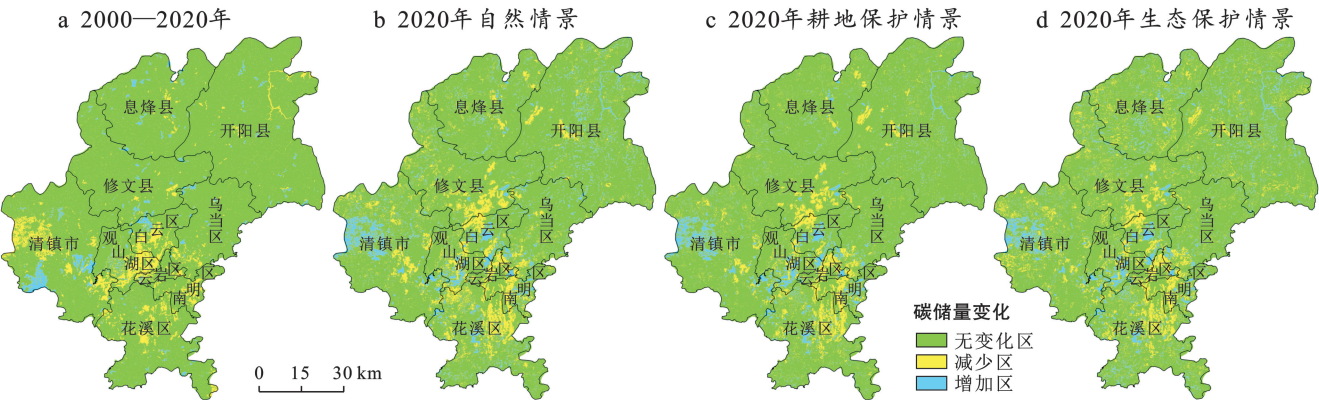 a 2000—2020年
b 2020年自然情景
c 2020年耕地保护情景
d 2020年生态保护情景
息烽县
开阳县
修文县
乌当区
清镇市
观山湖区
白云区
云岩区
南明区
花溪区
息烽县
开阳县
修文县
乌当区
清镇市
观山湖区
白云区
云岩区
南明区
花溪区
息烽县
开阳县
修文县
乌当区
清镇市
观山湖区
白云区
云岩区
南明区
花溪区
息烽县
开阳县
修文县
乌当区
清镇市
观山湖区
白云区
云岩区
南明区
花溪区
0 15 30 km
碳储量变化
无变化区
减少区
增加区